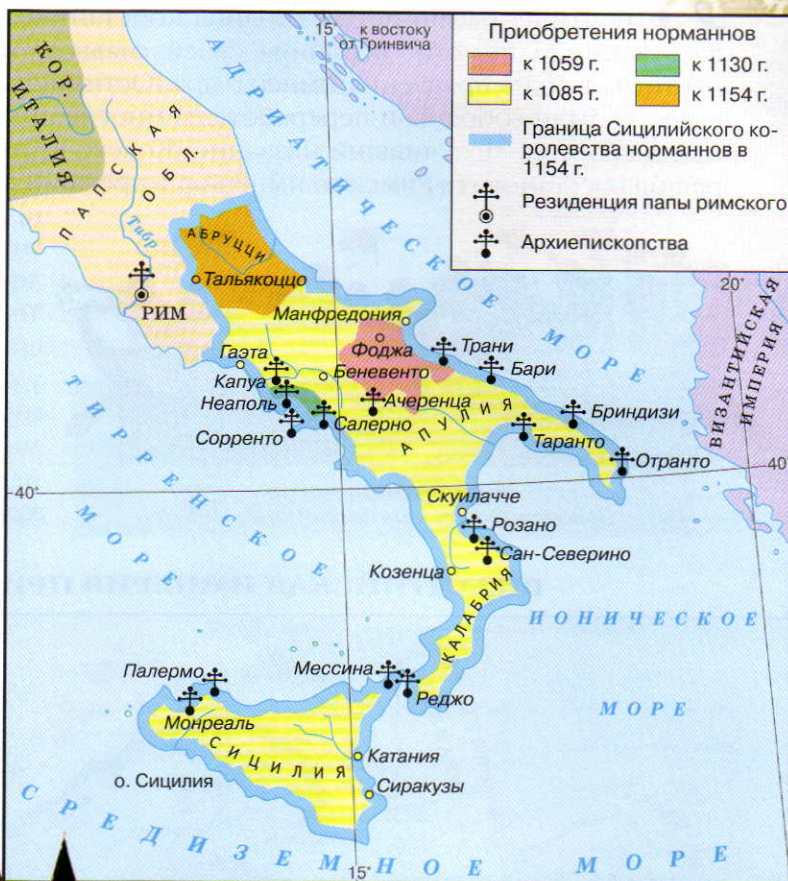 15°
к востоку
от Гринвича
Приобретения норманнов
к 1059 г.
к 1130 г.
к 1085 г.
к 1154 г.
Граница Сицилийского ко-
ролевства норманнов в
1154 г.
Резиденция папы римского
Архиепископства
КОР.
ИТАЛИЯ
ПАПСКАЯ
ОБЛ.
АДРИАТИЧЕСКОЕ МОРЕ
Тибр
АБРУЦЦИ
Тальякоццо
РИМ
20°
ВИЗАНТИЙСКАЯ
ИМПЕРИЯ
Манфредония
Фоджа
Трани
Гаэта
Беневенто
Бари
Капуа
Неаполь
Ачеренца
Бриндизи
АПУЛИЯ
Сорренто
Салерно
Таранто
Отранто
40°
40°
ТИРРЕНСКОЕ
МОРЕ
Скуилачче
Розано
Сан-Северино
Козенца
КАЛАБРИЯ
ИОНИЧЕСКОЕ
МОРЕ
Палермо
Мессина
Реджо
Монреаль
СИЦИЛИЯ
Катания
о. Сицилия
Сиракузы
СРЕДИЗЕМНОЕ МОРЕ
15°